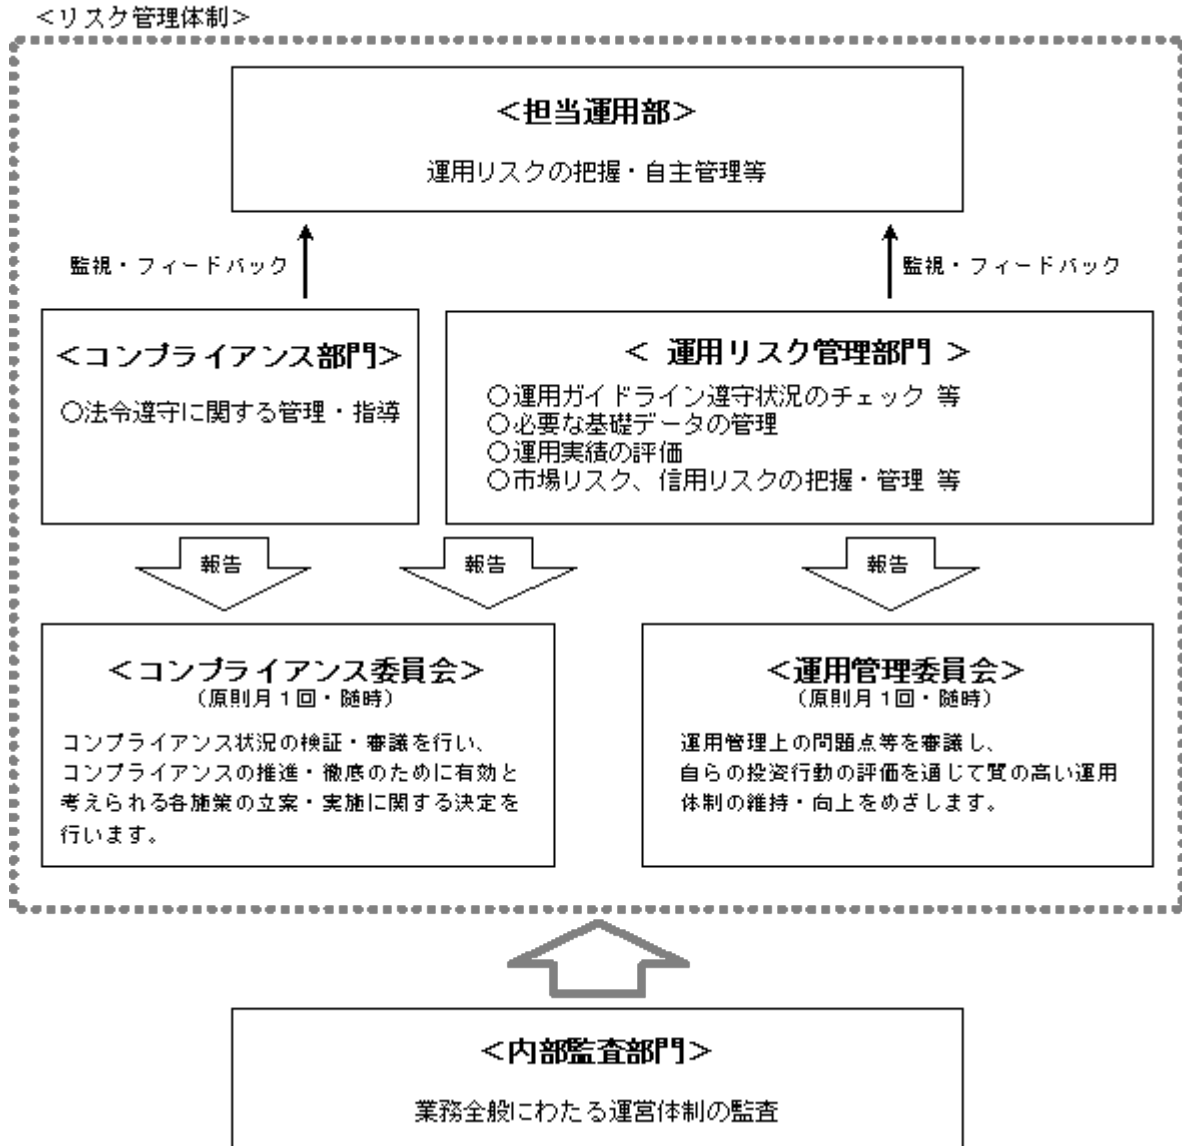 ＜リスク管理体制＞
＜担当運用部＞
運用リスクの把握・自主管理等
監視・フィードバック
監視・フィードバック
＜コンプライアンス部門＞
○法令遵守に関する管理・指導
＜ 運用リスク管理部門 ＞
○運用ガイドライン遵守状況のチェック 等
○必要な基礎データの管理
○運用実績の評価
○市場リスク、信用リスクの把握・管理 等
報告
報告
報告
＜コンプライアンス委員会＞
（原則月１回・随時）
コンプライアンス状況の検証・審議を行い、
コンプライアンスの推進・徹底のために有効と
考えられる各施策の立案・実施に関する決定を
行います。
＜運用管理委員会＞
（原則月１回・随時）
運用管理上の問題点等を審議し、
自らの投資行動の評価を通じて質の高い運用
体制の維持・向上をめざします。
＜内部監査部門＞
業務全般にわたる運営体制の監査